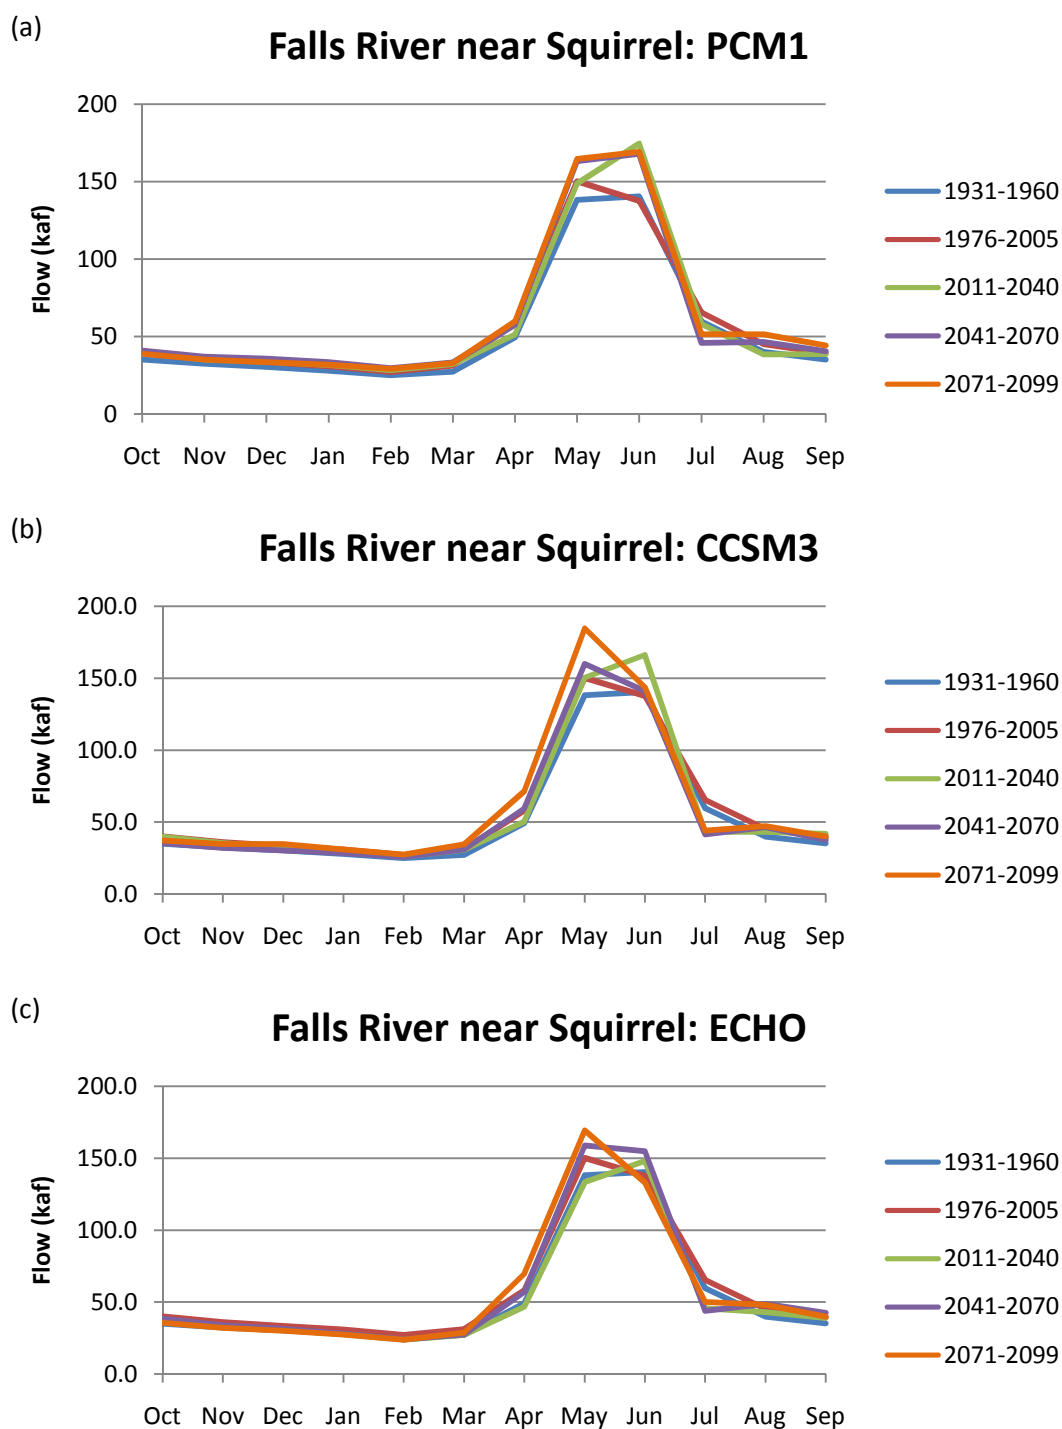 (a)
Falls River near Squirrel: PCM1
200
150
100
50
0
Flow (kaf)
Oct Nov Dec Jan Feb Mar Apr May Jun Jul Aug Sep
1931-1960
1976-2005
2011-2040
2041-2070
2071-2099
(b)
Falls River near Squirrel: CCSM3
200.0
150.0
100.0
50.0
0.0
Flow (kaf)
Oct Nov Dec Jan Feb Mar Apr May Jun Jul Aug Sep
1931-1960
1976-2005
2011-2040
2041-2070
2071-2099
(c)
Falls River near Squirrel: ECHO
200.0
150.0
100.0
50.0
0.0
Flow (kaf)
Oct Nov Dec Jan Feb Mar Apr May Jun Jul Aug Sep
1931-1960
1976-2005
2011-2040
2041-2070
2071-2099